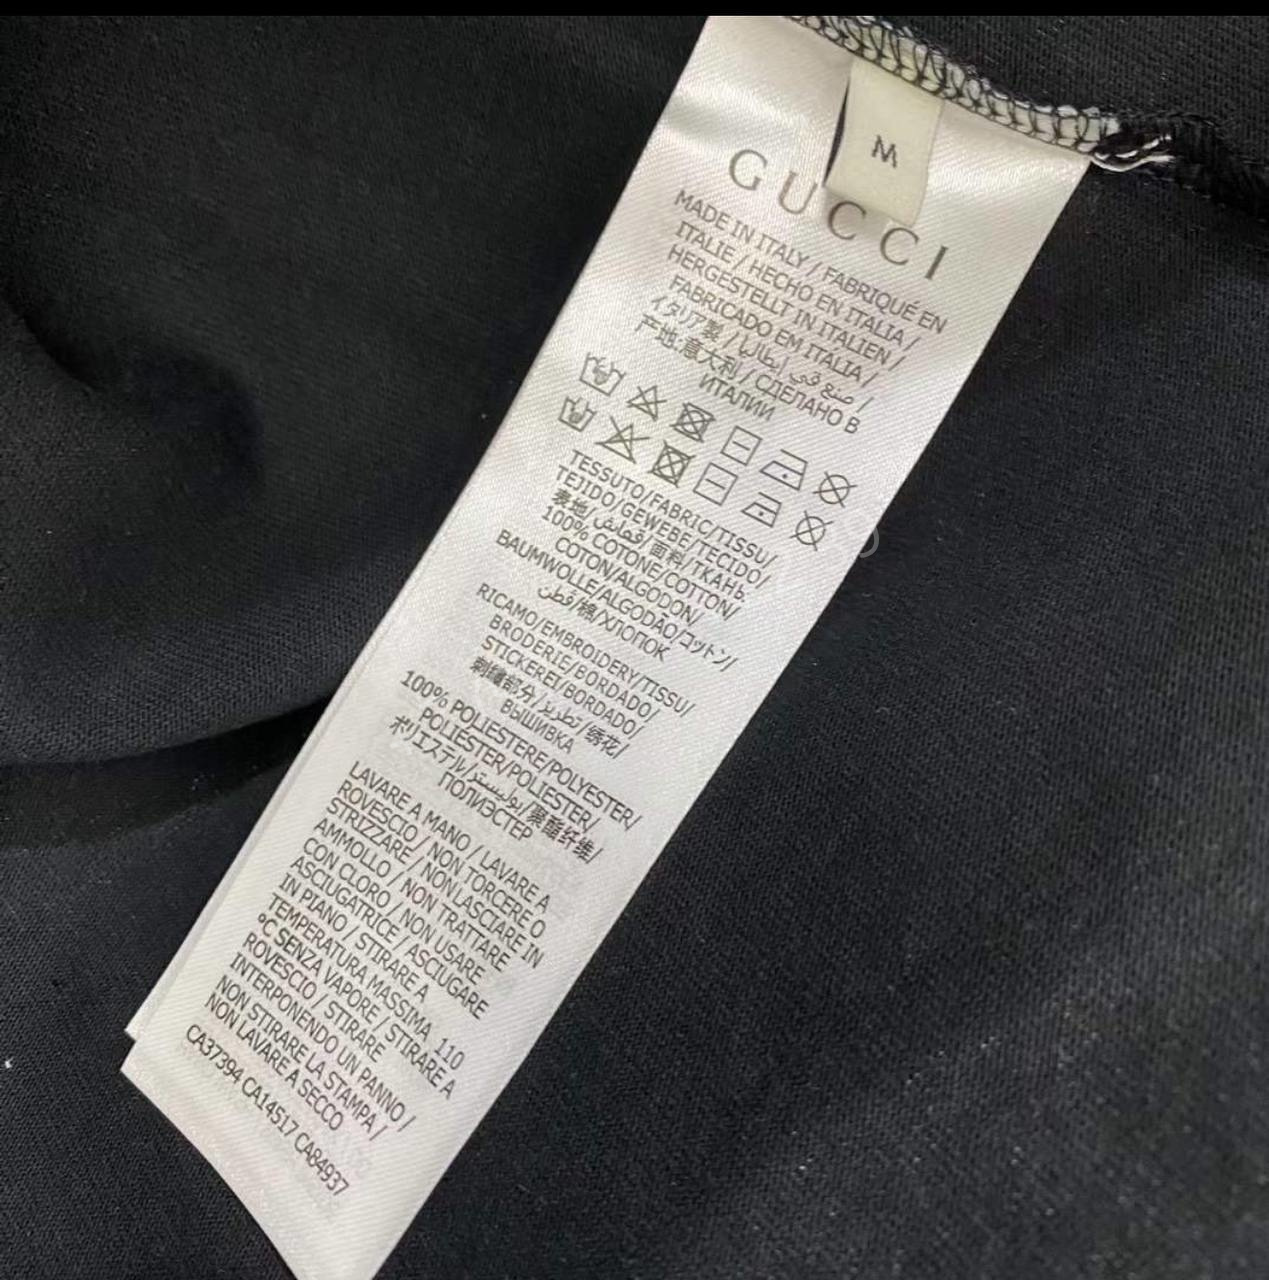 M
GUCCI
MADE IN ITALY / FABRIQUÉ EN
ITALIE / HECHO EN ITALIA /
HERGESTELLT IN ITALIEN /
FABRICADO EM ITALIA /
イタリア製 / صنع في إيطاليا /
产地:意大利 / СДЕЛАНО В
ИТАЛИИ
TESSUTO/FABRIC/TISSU/
TEJIDO/GEWEBE/TECIDO/
表地/قماش/面料/ТКАНЬ
100% COTONE/COTTON/
COTON/ALGODON/
BAUMWOLLE/ALGODÃO/コットン/
قطن/棉/ХЛОПОК
RICAMO/EMBROIDERY/TISSU/
BRODERIE/BORDADO/
STICKEREI/BORDADO/
刺繍部分/تطريز/绣花/
ВЫШИВКА
100% POLIESTERE/POLYESTER/
POLIÉSTER/POLIESTER/
ポリエステル/بوليستر/聚酯纤维/
ПОЛИЭСТЕР
LAVARE A MANO / LAVARE A
ROVESCIO / NON TORCERE O
STRIZZARE / NON LASCIARE IN
AMMOLLO / NON TRATTARE
CON CLORO / NON USARE
ASCIUGATRICE / ASCIUGARE
IN PIANO / STIRARE A
TEMPERATURA MASSIMA 110
°C SENZA VAPORE / STIRARE A
ROVESCIO / STIRARE
INTERPONENDO UN PANNO /
NON STIRARE LA STAMPA /
NON LAVARE A SECCO
CA37394 CA14517 CA84937